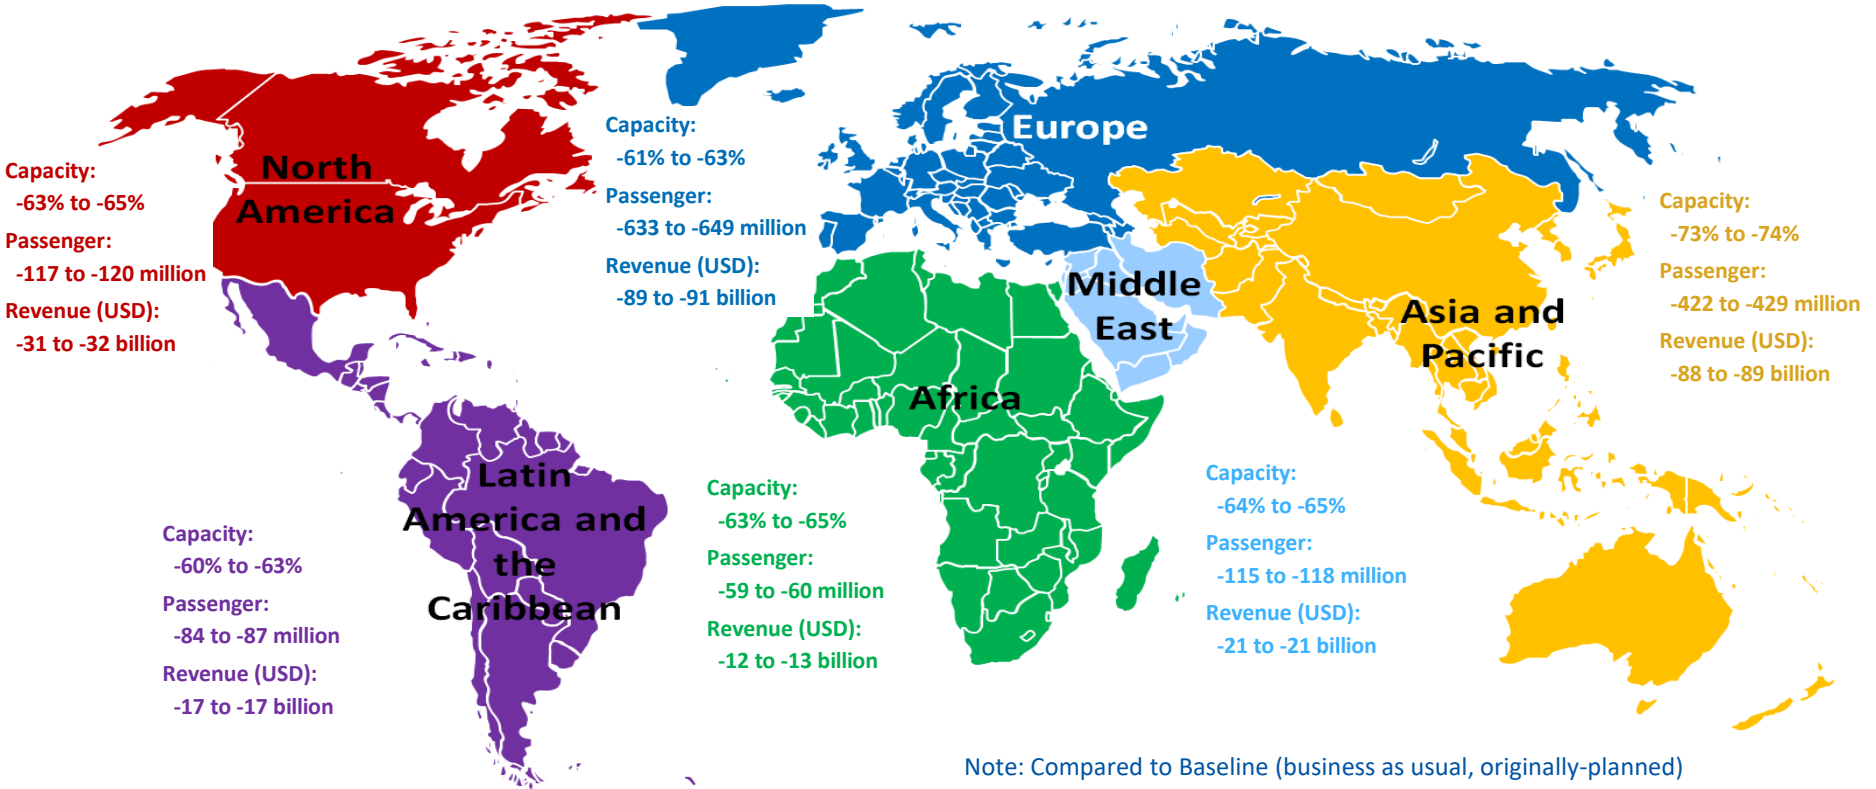 North
America
Capacity:
-63% to -65%
Passenger:
-117 to -120 million
Revenue (USD):
-31 to -32 billion
Capacity:
-61% to -63%
Passenger:
-633 to -649 million
Revenue (USD):
-89 to -91 billion
Europe
Middle
East
Asia and
Pacific
Capacity:
-73% to -74%
Passenger:
-422 to -429 million
Revenue (USD):
-88 to -89 billion
Africa
Latin
America and
the
Caribbean
Capacity:
-60% to -63%
Passenger:
-84 to -87 million
Revenue (USD):
-17 to -17 billion
Capacity:
-63% to -65%
Passenger:
-59 to -60 million
Revenue (USD):
-12 to -13 billion
Capacity:
-64% to -65%
Passenger:
-115 to -118 million
Revenue (USD):
-21 to -21 billion
Note: Compared to Baseline (business as usual, originally-planned)